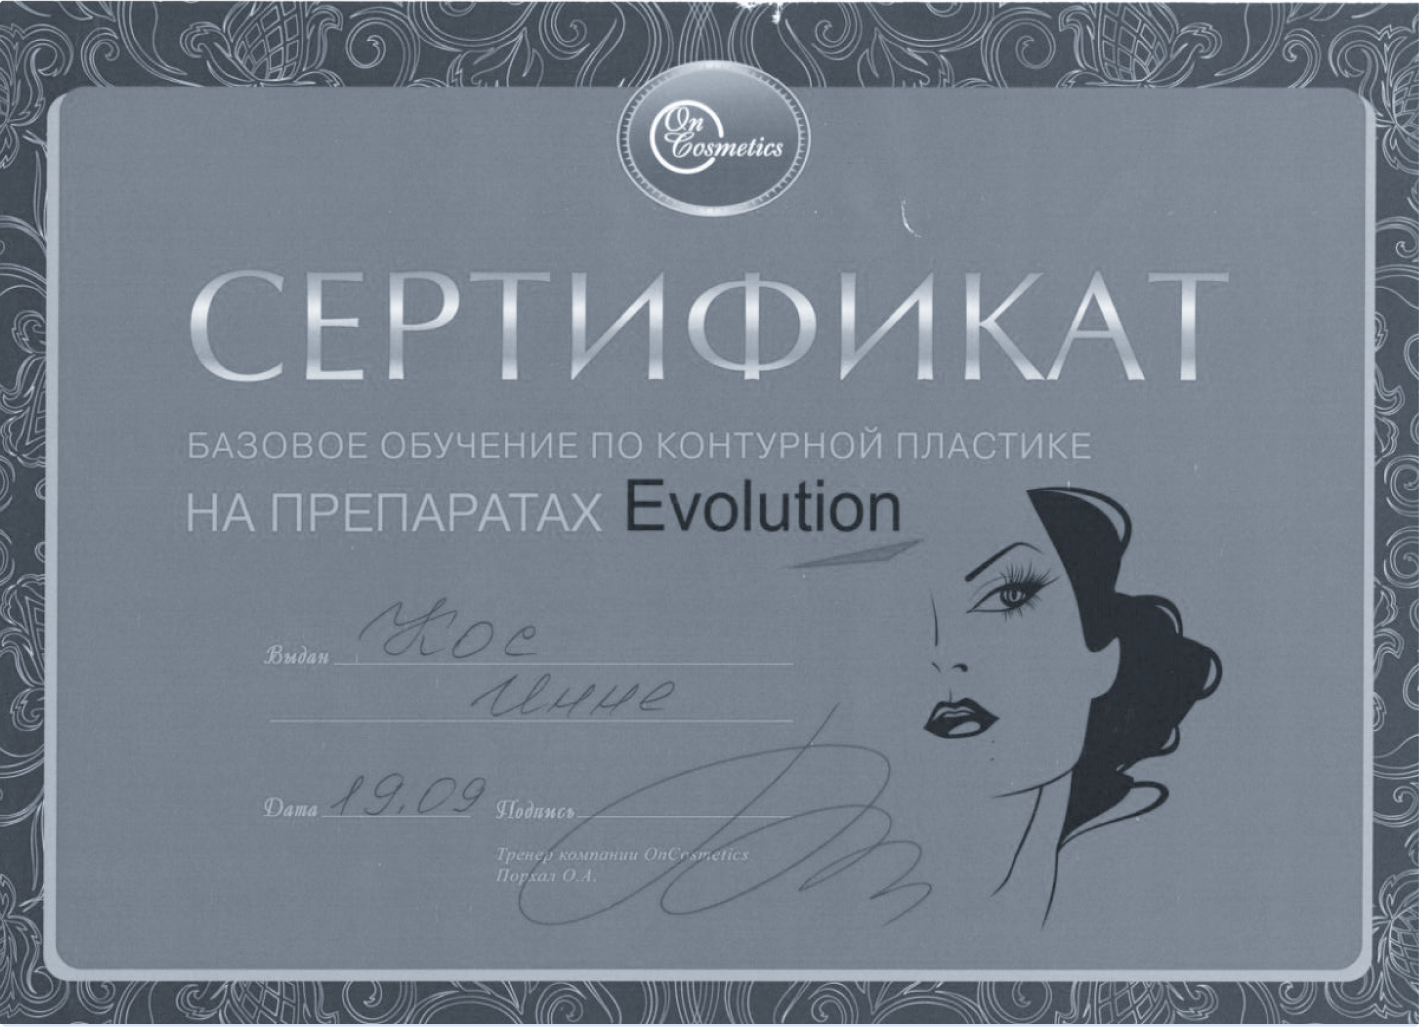 On
Cosmetics
СЕРТИФИКАТ
БАЗОВОЕ ОБУЧЕНИЕ ПО КОНТУРНОЙ ПЛАСТИКЕ
НА ПРЕПАРАТАХ Evolution
Выдан Кос
Инне
Дата 19.09 Подпись
Тренер компании OnCosmetics
Порхал О.А.